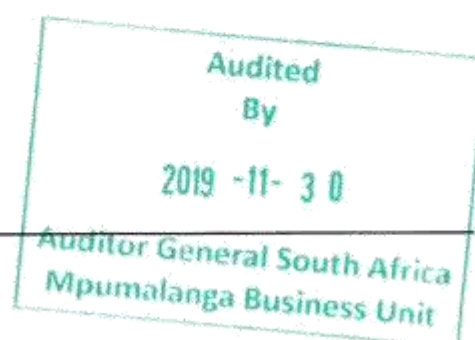 Audited
By
2019 -11- 3 0
Auditor General South Africa
Mpumalanga Business Unit